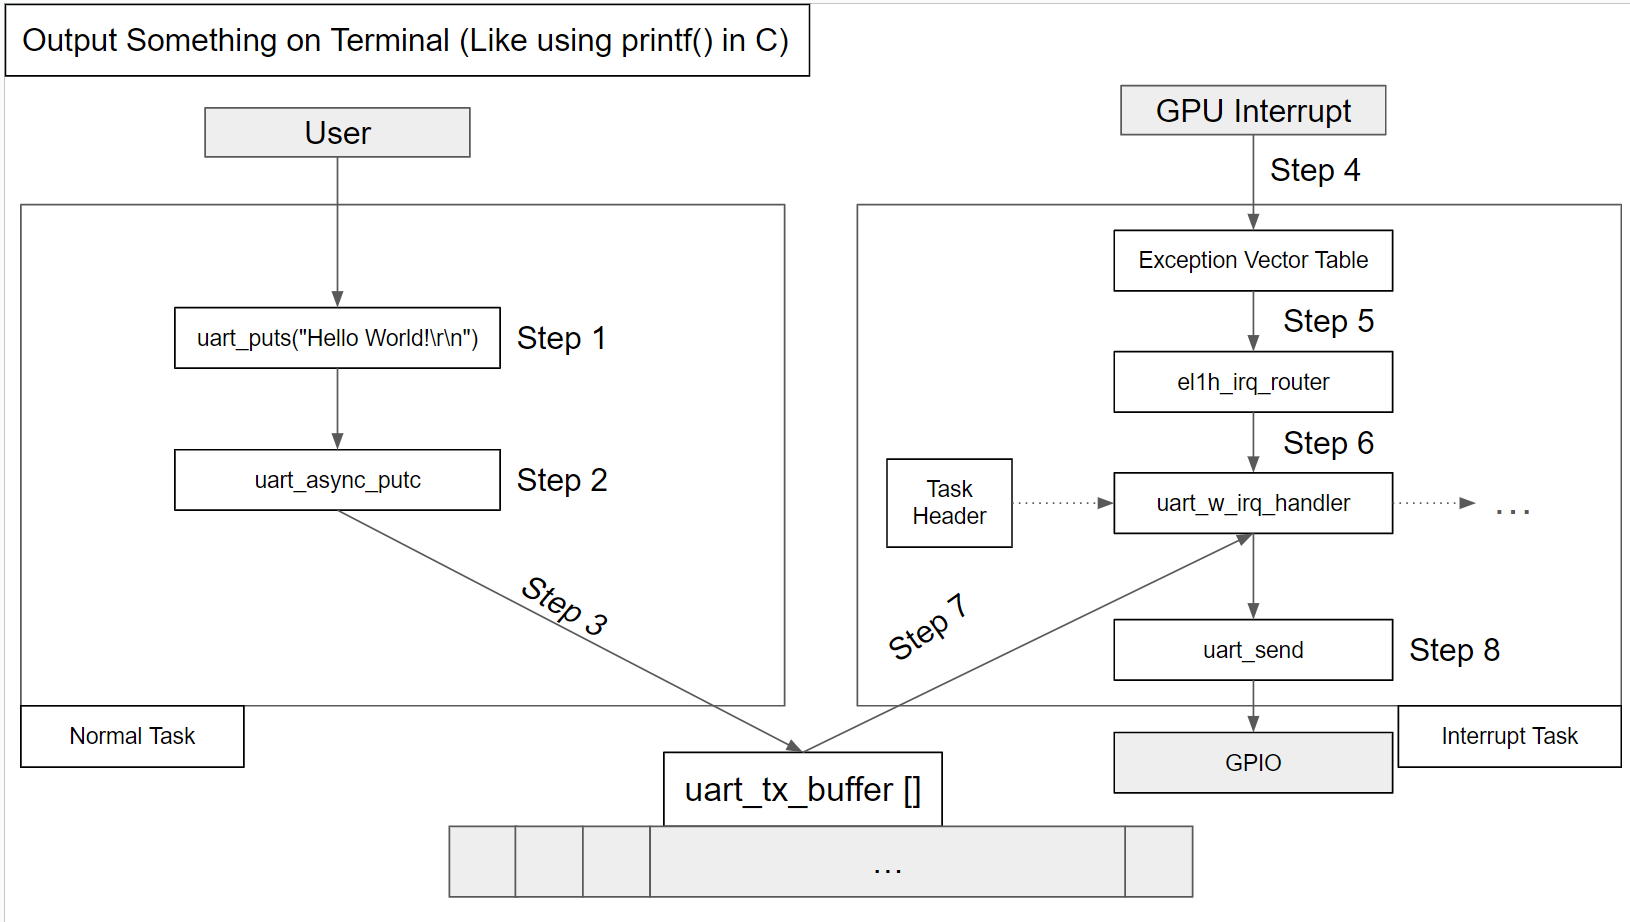 Output Something on Terminal (Like using printf() in C)
User
GPU Interrupt
Step 4
Exception Vector Table
uart_puts("Hello World!\r\n")
Step 1
Step 5
el1h_irq_router
Step 6
uart_async_putc
Step 2
Task
Header
uart_w_irq_handler
...
Step 3
Step 7
uart_send
Step 8
Normal Task
Interrupt Task
GPIO
uart_tx_buffer []
...